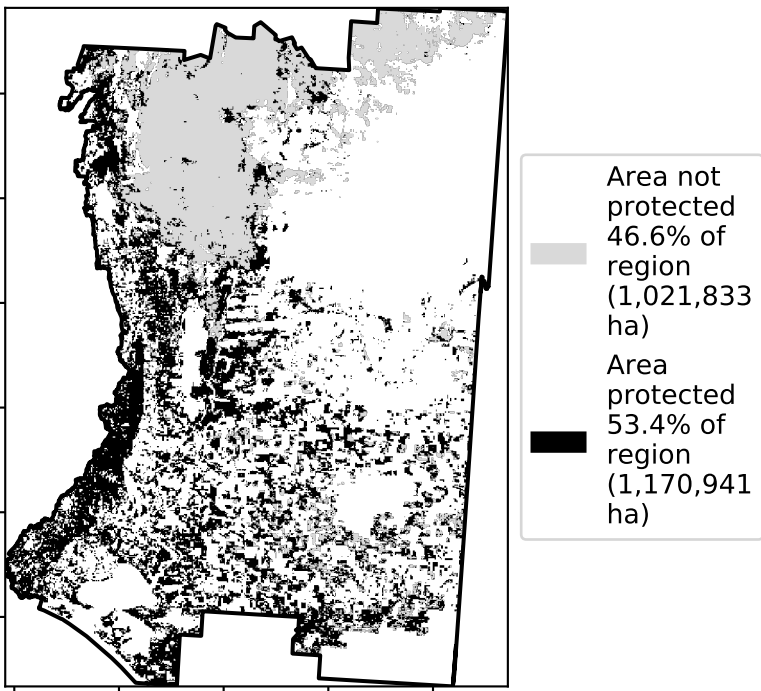 Area not
protected
46.6% of
region
(1,021,833
ha)
Area
protected
53.4% of
region
(1,170,941
ha)